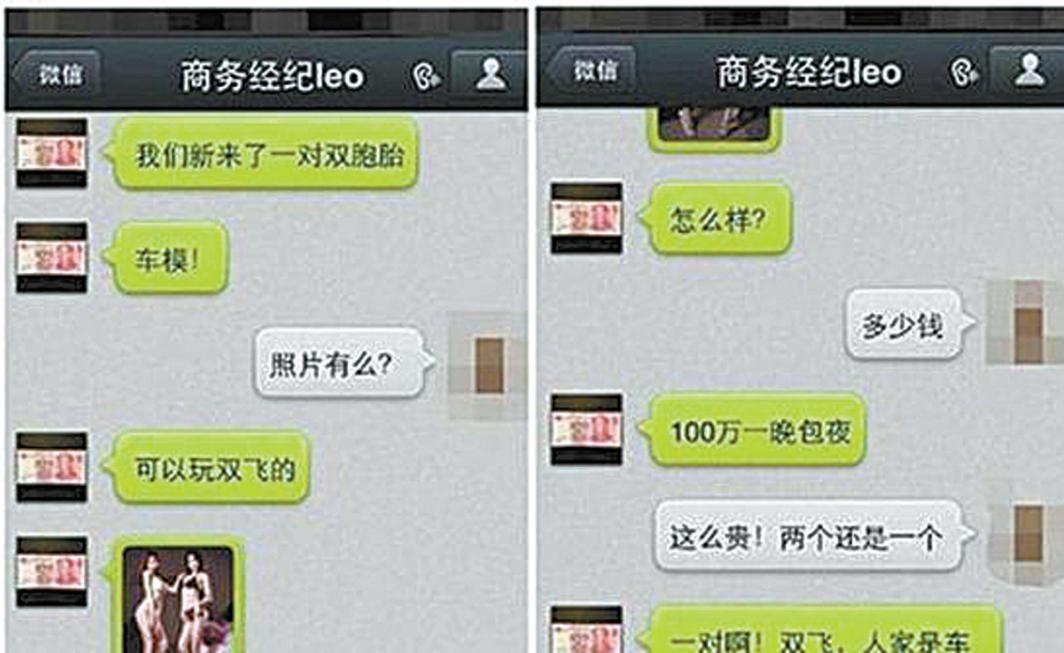 微信
商务经纪leo
我们新来了一对双胞胎
车模！
照片有么？
可以玩双飞的
微信
商务经纪leo
怎么样？
多少钱
100万一晚包夜
这么贵！两个还是一个
一对啊！双飞，人家是车